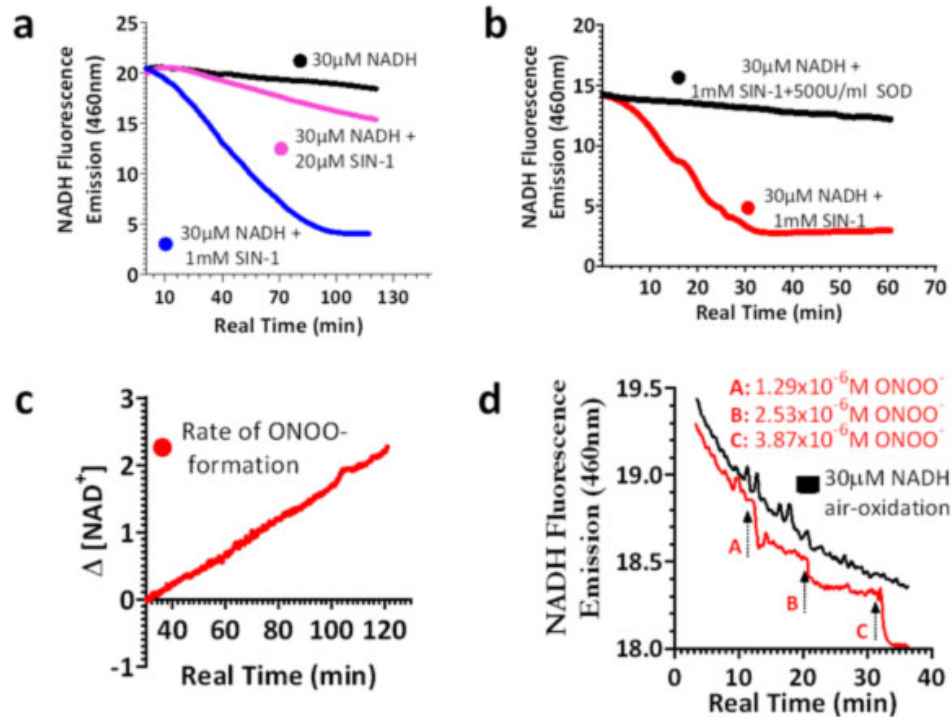 a
NADH Fluorescence
Emission (460nm)
25
20
15
10
5
0
30μM NADH
30μM NADH +
20μM SIN-1
30μM NADH +
1mM SIN-1
10 40 70 100 130
Real Time (min)
b
NADH Fluorescence
Emission (460nm)
20
15
10
5
0
30μM NADH +
1mM SIN-1+500U/ml SOD
30μM NADH +
1mM SIN-1
10 20 30 40 50 60 70
Real Time (min)
c
Δ [NAD+]
3
2
1
0
-1
Rate of ONOO-
formation
40 60 80 100 120
Real Time (min)
d
NADH Fluorescence
Emission (460nm)
19.5
19.0
18.5
18.0
A: 1.29x10⁻⁶M ONOO⁻
B: 2.53x10⁻⁶M ONOO⁻
C: 3.87x10⁻⁶M ONOO⁻
30μM NADH
air-oxidation
A
B
C
0 10 20 30 40
Real Time (min)